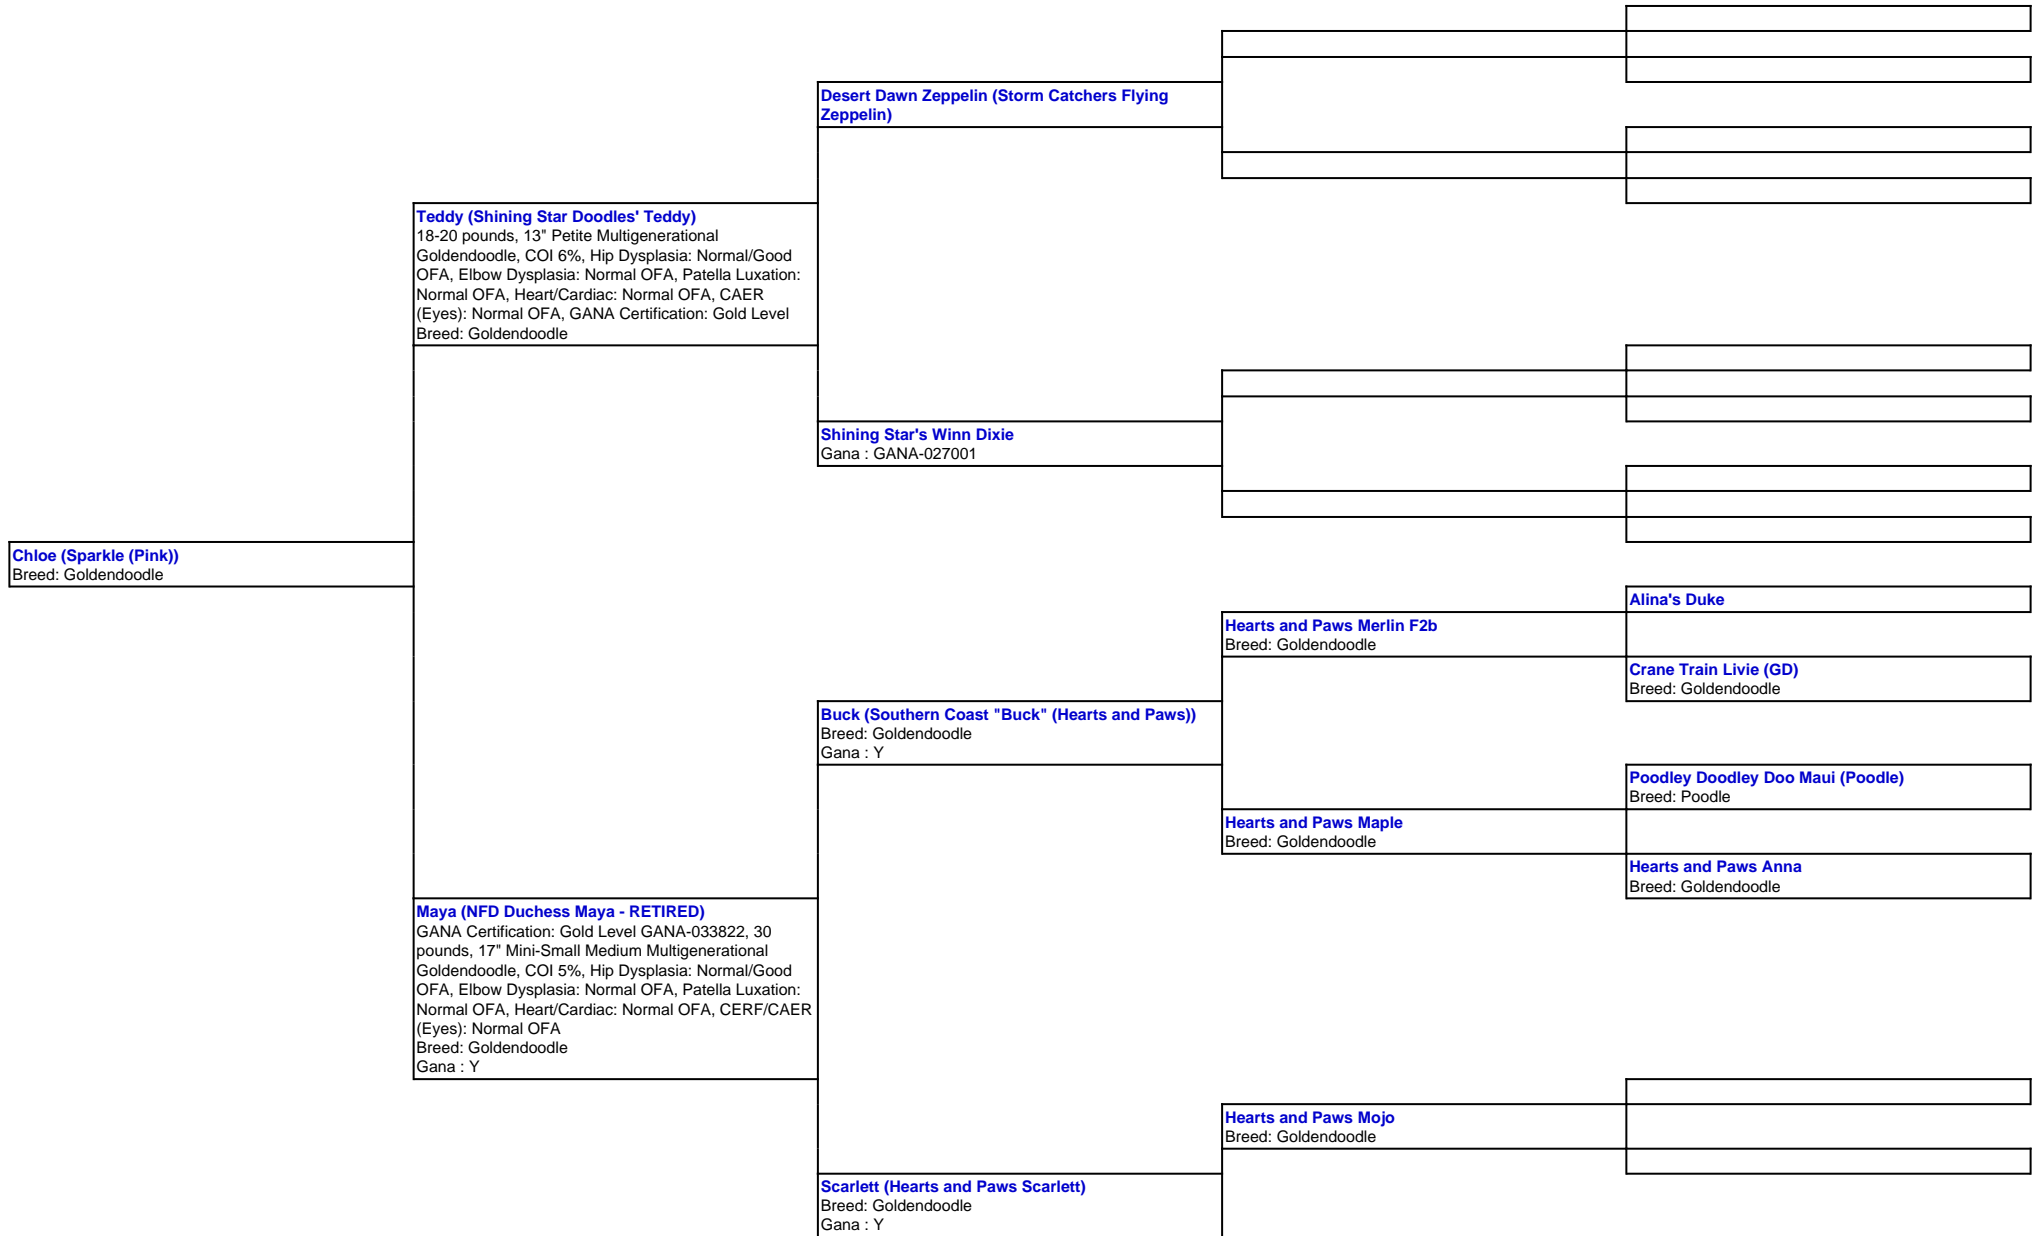 Desert Dawn Zeppelin (Storm Catchers Flying
Zeppelin)
Teddy (Shining Star Doodles' Teddy)
18-20 pounds, 13" Petite Multigenerational
Goldendoodle, COI 6%, Hip Dysplasia: Normal/Good
OFA, Elbow Dysplasia: Normal OFA, Patella Luxation:
Normal OFA, Heart/Cardiac: Normal OFA, CAER
(Eyes): Normal OFA, GANA Certification: Gold Level
Breed: Goldendoodle
Shining Star's Winn Dixie
Gana : GANA-027001
Chloe (Sparkle (Pink))
Breed: Goldendoodle
Alina's Duke
Hearts and Paws Merlin F2b
Breed: Goldendoodle
Crane Train Livie (GD)
Breed: Goldendoodle
Buck (Southern Coast "Buck" (Hearts and Paws))
Breed: Goldendoodle
Gana : Y
Poodley Doodley Doo Maui (Poodle)
Breed: Poodle
Hearts and Paws Maple
Breed: Goldendoodle
Hearts and Paws Anna
Breed: Goldendoodle
Maya (NFD Duchess Maya - RETIRED)
GANA Certification: Gold Level GANA-033822, 30
pounds, 17" Mini-Small Medium Multigenerational
Goldendoodle, COI 5%, Hip Dysplasia: Normal/Good
OFA, Elbow Dysplasia: Normal OFA, Patella Luxation:
Normal OFA, Heart/Cardiac: Normal OFA, CERF/CAER
(Eyes): Normal OFA
Breed: Goldendoodle
Gana : Y
Hearts and Paws Mojo
Breed: Goldendoodle
Scarlett (Hearts and Paws Scarlett)
Breed: Goldendoodle
Gana : Y